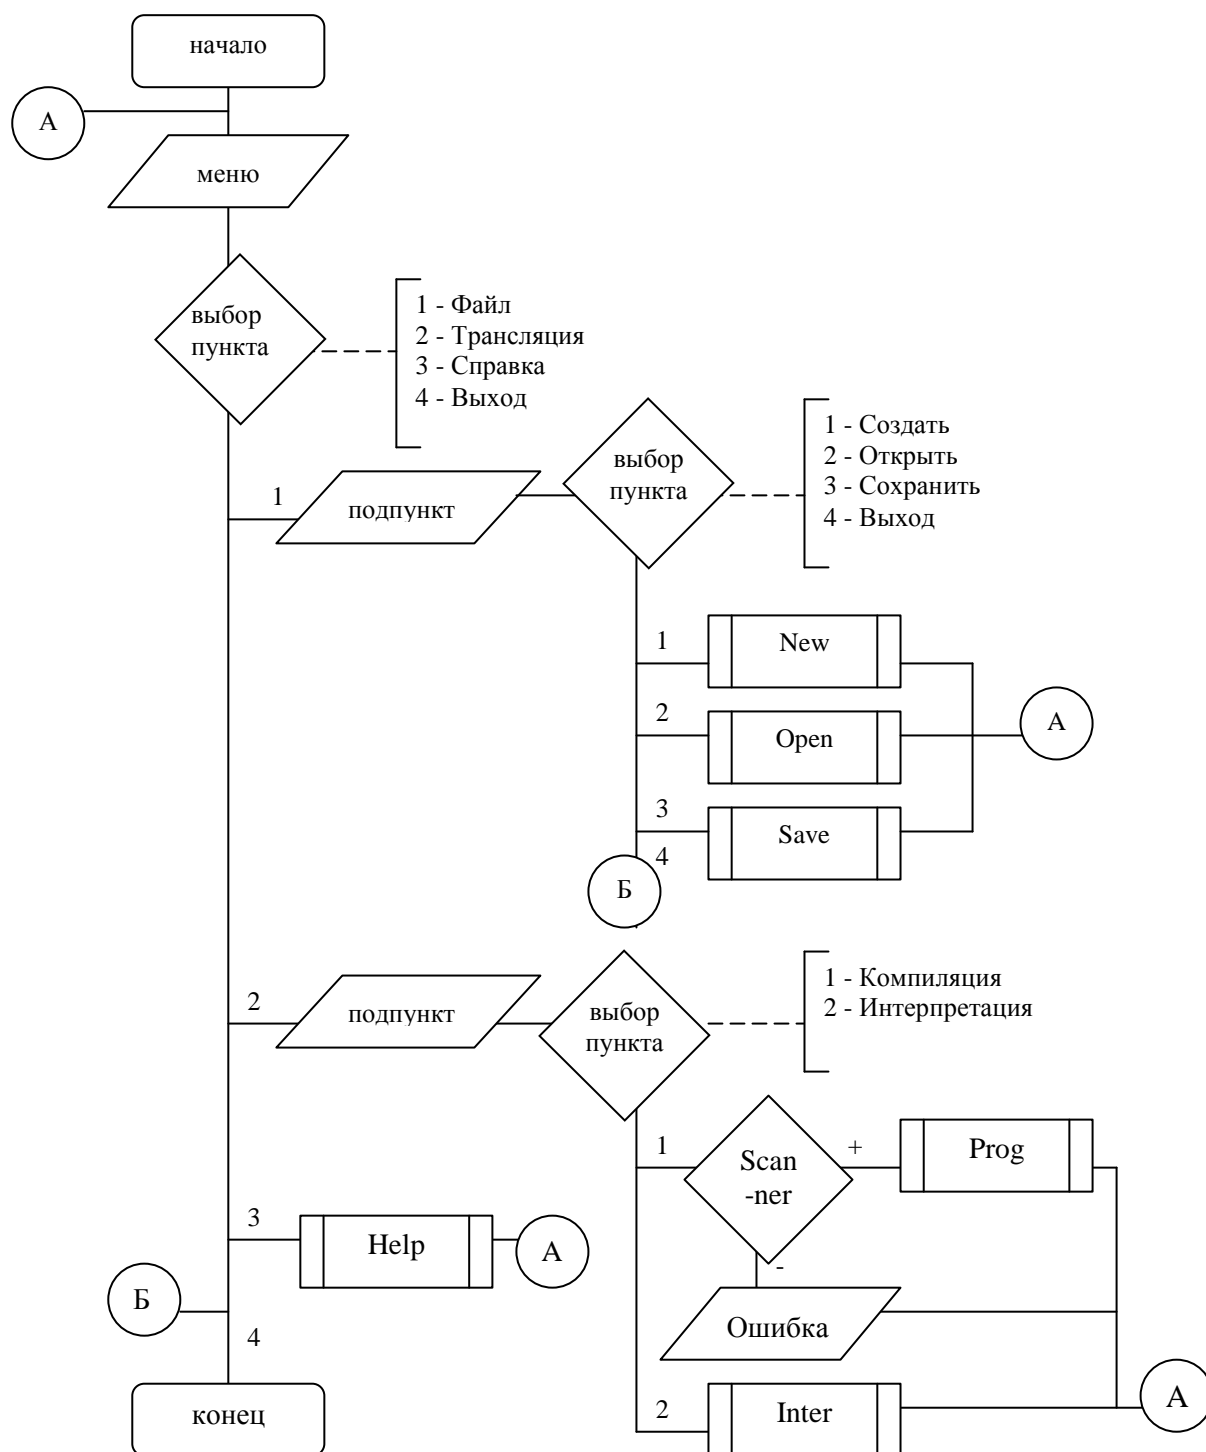 начало
А
меню
выбор
пункта
1 - Файл
2 - Трансляция
3 - Справка
4 - Выход
1
подпункт
выбор
пункта
1 - Создать
2 - Открыть
3 - Сохранить
4 - Выход
1
New
2
Open
А
3
Save
4
Б
2
подпункт
выбор
пункта
1 - Компиляция
2 - Интерпретация
1
Scan
-ner
+
Prog
-
Ошибка
3
Help
А
Б
4
конец
2
Inter
А